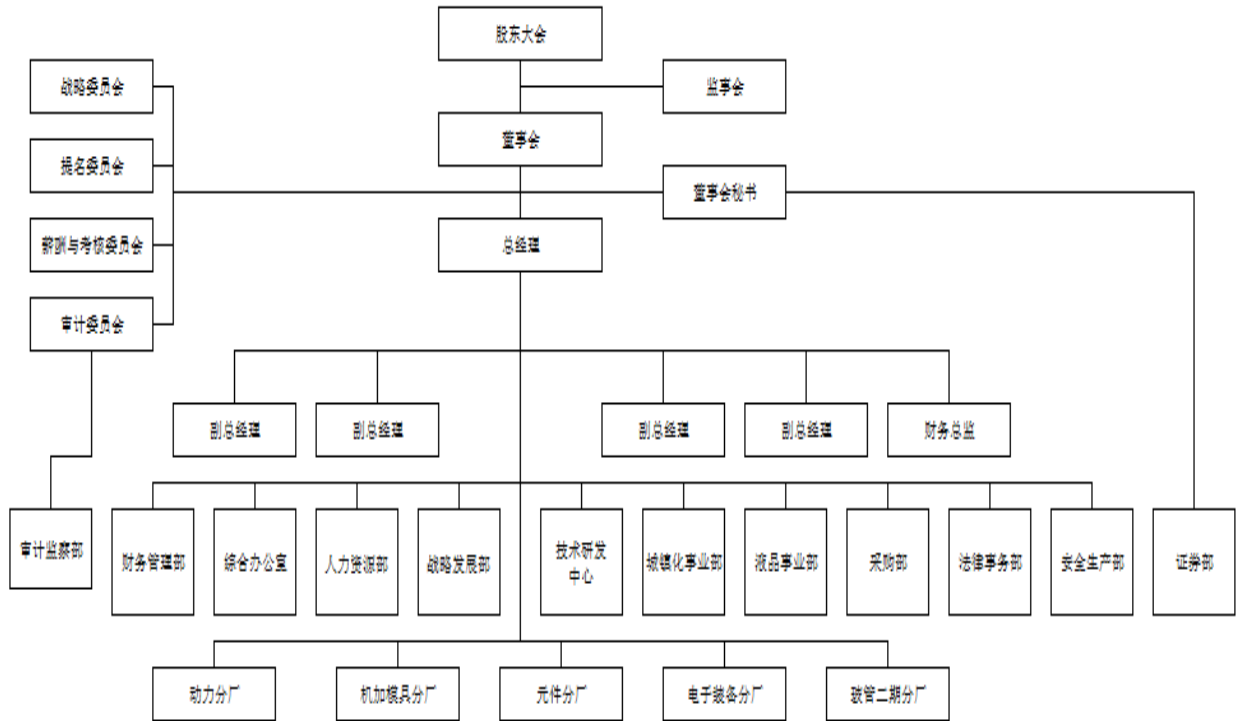 股东大会
战略委员会
监事会
董事会
提名委员会
董事会秘书
薪酬与考核委员会
总经理
审计委员会
副总经理
副总经理
副总经理
副总经理
财务总监
审计监察部
财务管理部
综合办公室
人力资源部
战略发展部
技术研发
中心
城镇化事业部
液晶事业部
采购部
法律事务部
安全生产部
证券部
动力分厂
机加模具分厂
元件分厂
电子装备分厂
玻管二期分厂